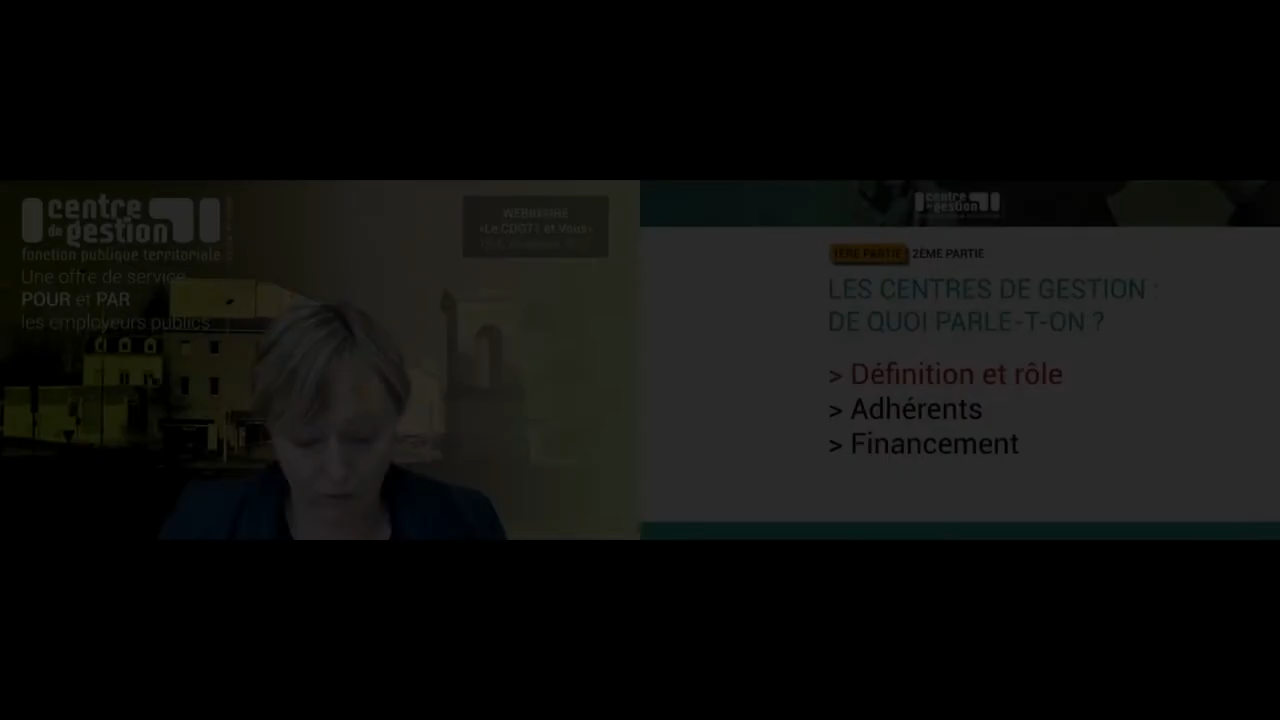 centre
de gestion
fonction publique territoriale
Une offre de service
POUR et PAR
les employeurs publics
WEBINAIRE
«Le CDG71 et Vous»
centre
de gestion
1ÈRE PARTIE 2ÈME PARTIE
LES CENTRES DE GESTION :
DE QUOI PARLE-T-ON ?
> Définition et rôle
> Adhérents
> Financement